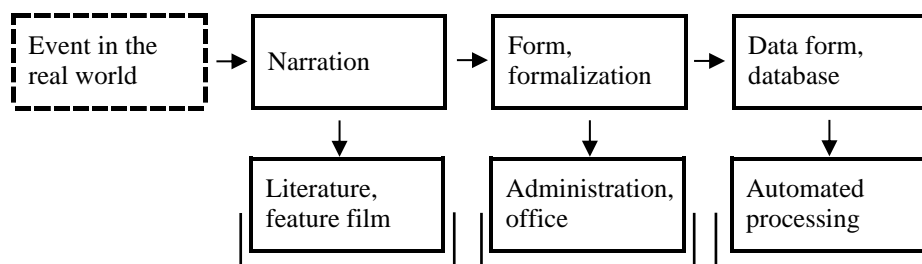 Event in the
real world
Narration
Form,
formalization
Data form,
database
Literature,
feature film
Administration,
office
Automated
processing